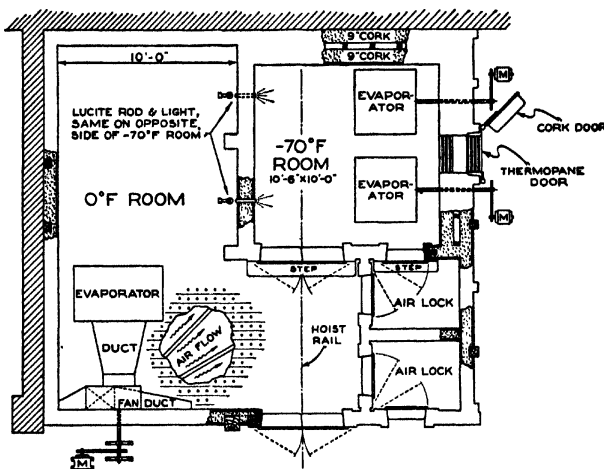 9" CORK
10'-0"
9" CORK
M
LUCITE ROD & LIGHT,
SAME ON OPPOSITE
SIDE OF -70°F ROOM
EVAPOR-
ATOR
CORK DOOR
-70°F
ROOM
10'-6"X10'-0"
THERMOPANE
DOOR
0°F ROOM
EVAPOR-
ATOR
M
STEP
STEP
EVAPORATOR
AIR LOCK
DUCT
AIR FLOW
HOIST
RAIL
AIR LOCK
FAN DUCT
M